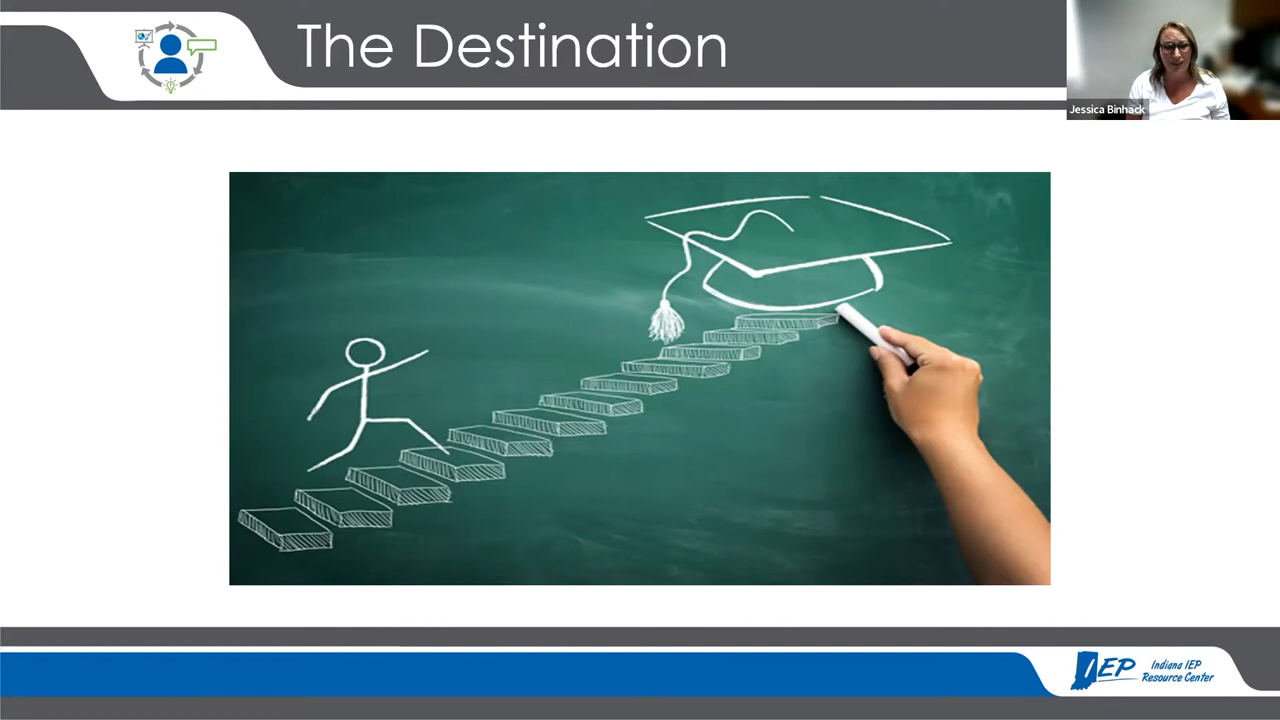 The Destination
Jessica Binhack
IEP
Indiana IEP
Resource Center